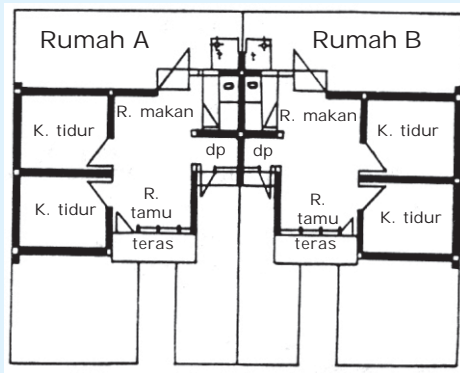 Rumah A
Rumah B
R. makan
R. makan
K. tidur
K. tidur
dp
dp
K. tidur
K. tidur
R.
tamu
R.
tamu
teras
teras